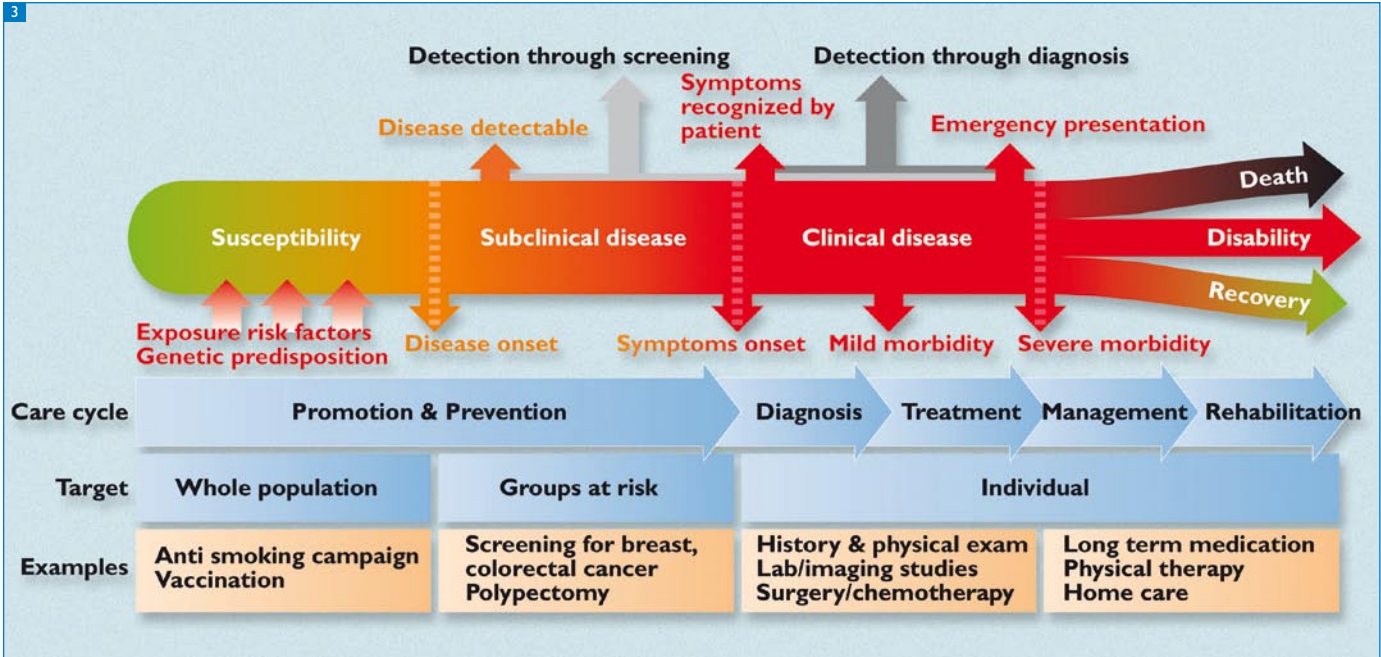 3
Detection through screening
Detection through diagnosis
Disease detectable
Symptoms
recognized by
patient
Emergency presentation
Susceptibility
Subclinical disease
Clinical disease
Death
Disability
Recovery
Exposure risk factors
Genetic predisposition
Disease onset
Symptoms onset
Mild morbidity
Severe morbidity
Care cycle
Promotion & Prevention
Diagnosis
Treatment
Management
Rehabilitation
Target
Whole population
Groups at risk
Individual
Examples
Anti smoking campaign
Vaccination
Screening for breast,
colorectal cancer
Polypectomy
History & physical exam
Lab/imaging studies
Surgery/chemotherapy
Long term medication
Physical therapy
Home care